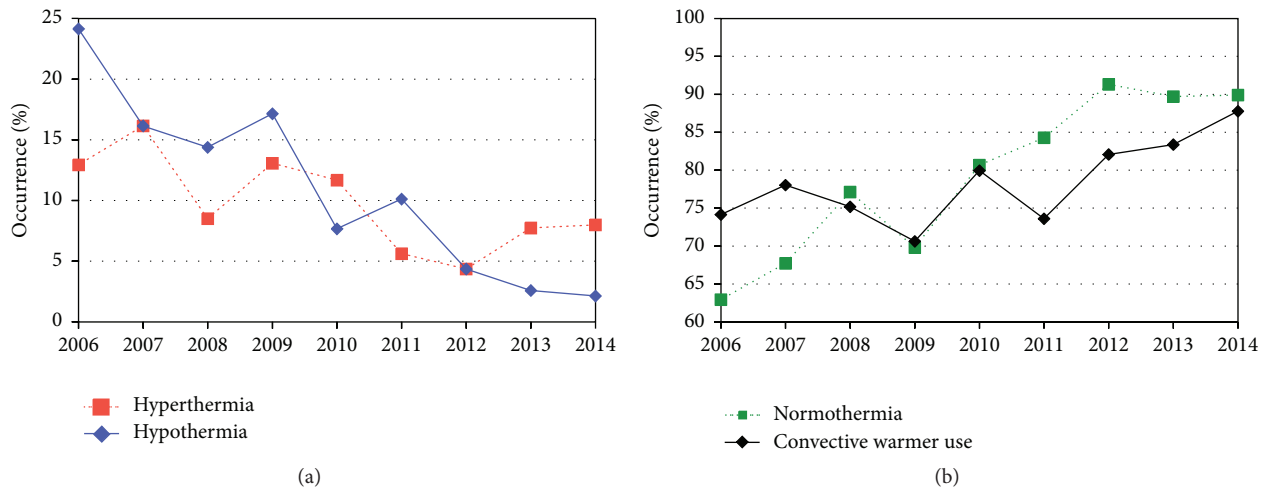 25
20
15
10
5
0
Occurrence (%)
2006 2007 2008 2009 2010 2011 2012 2013 2014
Hyperthermia
Hypothermia
(a)
100
95
90
85
80
75
70
65
60
Occurrence (%)
2006 2007 2008 2009 2010 2011 2012 2013 2014
Normothermia
Convective warmer use
(b)